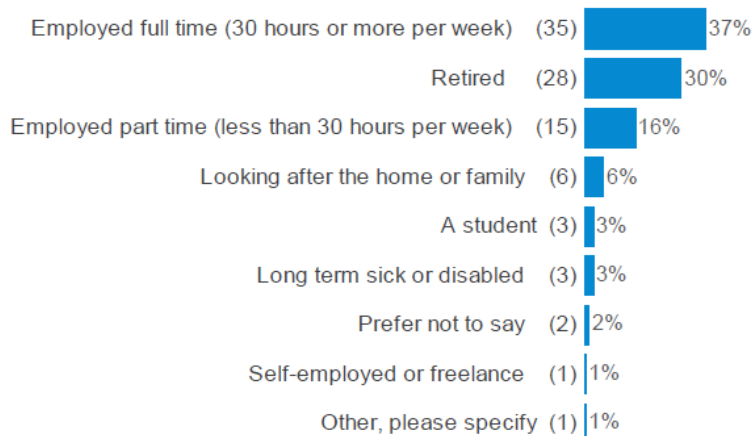 Employed full time (30 hours or more per week) (35) 37%
Retired (28) 30%
Employed part time (less than 30 hours per week) (15) 16%
Looking after the home or family (6) 6%
A student (3) 3%
Long term sick or disabled (3) 3%
Prefer not to say (2) 2%
Self-employed or freelance (1) 1%
Other, please specify (1) 1%